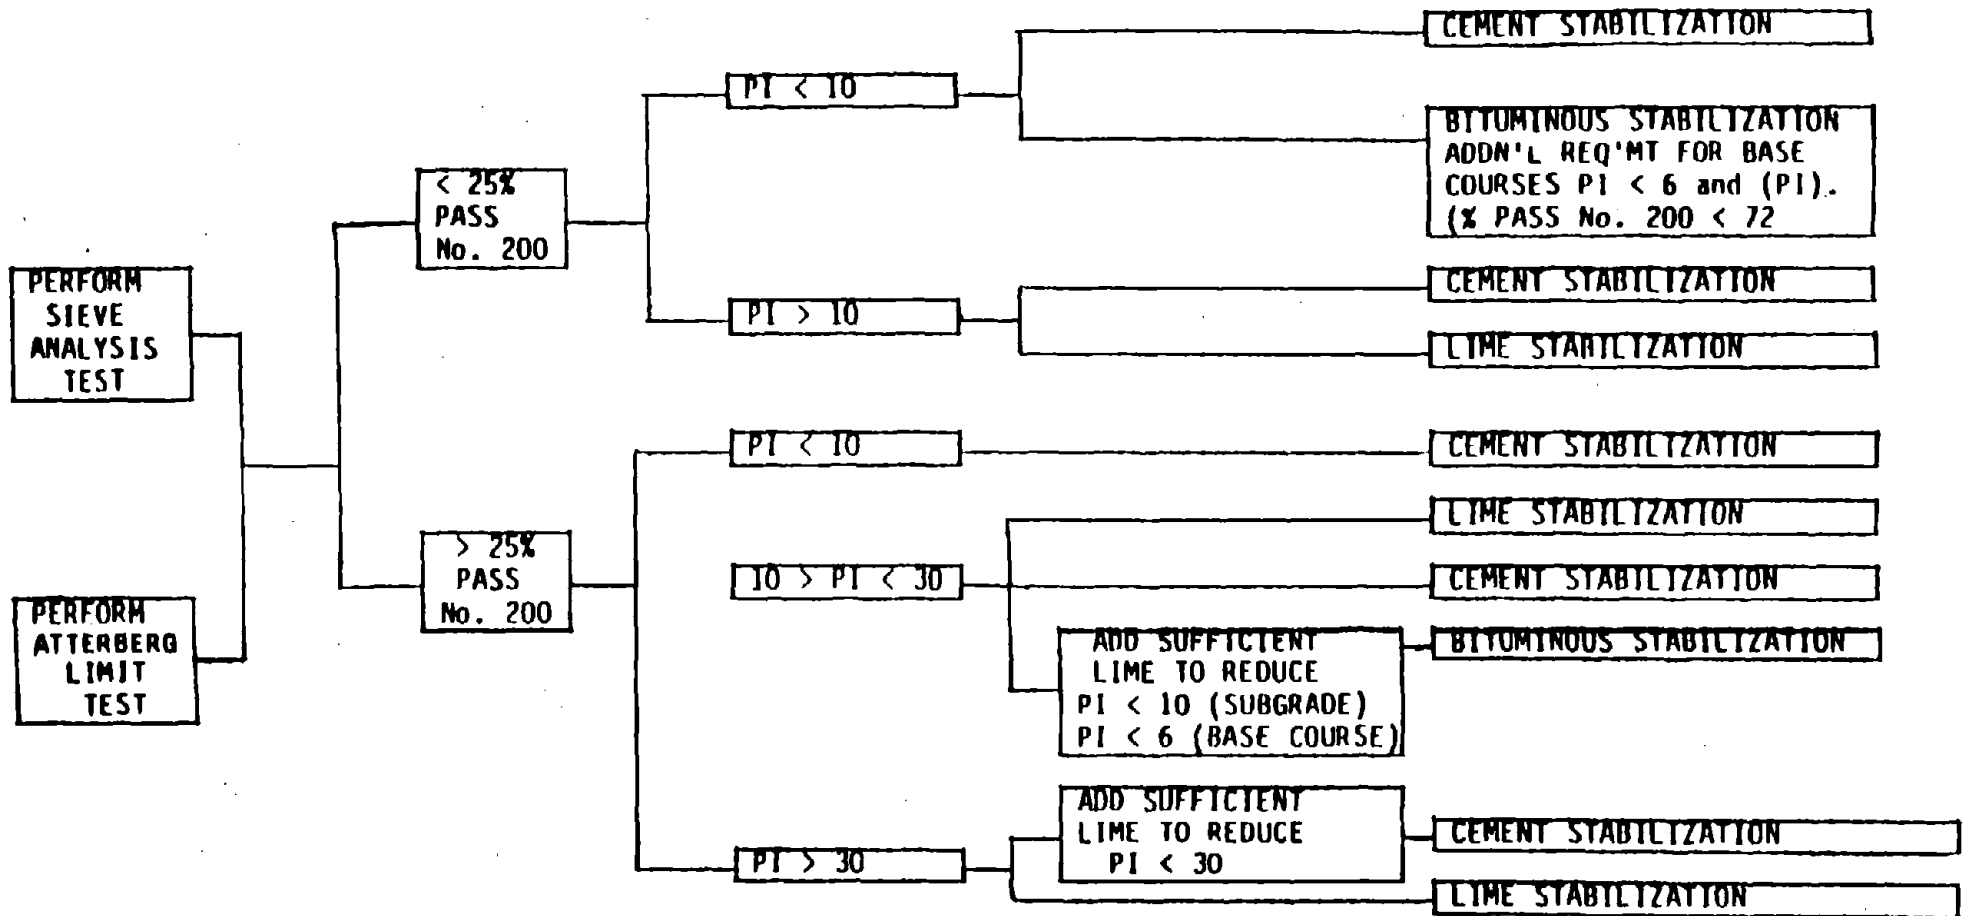 PERFORM
SIEVE
ANALYSIS
TEST
PERFORM
ATTERBERG
LIMIT
TEST
< 25%
PASS
No. 200
> 25%
PASS
No. 200
PI < 10
PI > 10
PI < 10
10 > PI < 30
PI > 30
ADD SUFFICIENT
LIME TO REDUCE
PI < 10 (SUBGRADE)
PI < 6 (BASE COURSE)
ADD SUFFICIENT
LIME TO REDUCE
PI < 30
CEMENT STABILIZATION
BITUMINOUS STABILIZATION
ADDN'L REQ'MT FOR BASE
COURSES PI < 6 and (PI).
(% PASS No. 200 < 72
CEMENT STABILIZATION
LIME STABILIZATION
CEMENT STABILIZATION
LIME STABILIZATION
CEMENT STABILIZATION
BITUMINOUS STABILIZATION
CEMENT STABILIZATION
LIME STABILIZATION